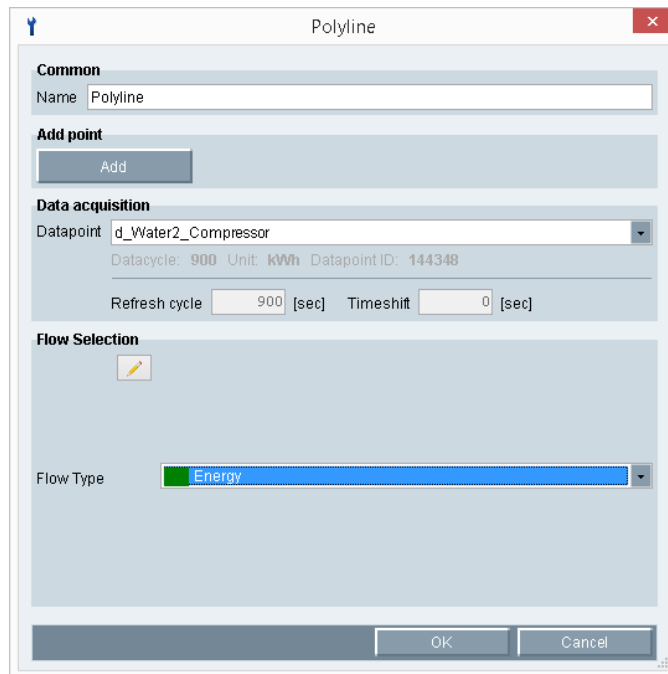 Polyline
Common
Name Polyline
Add point
Add
Data acquisition
Datapoint d_Water2_Compressor
Datacycle: 900 Unit: kWh Datapoint ID: 144348
Refresh cycle 900 [sec] Timeshift 0 [sec]
Flow Selection
Flow Type Energy
OK Cancel